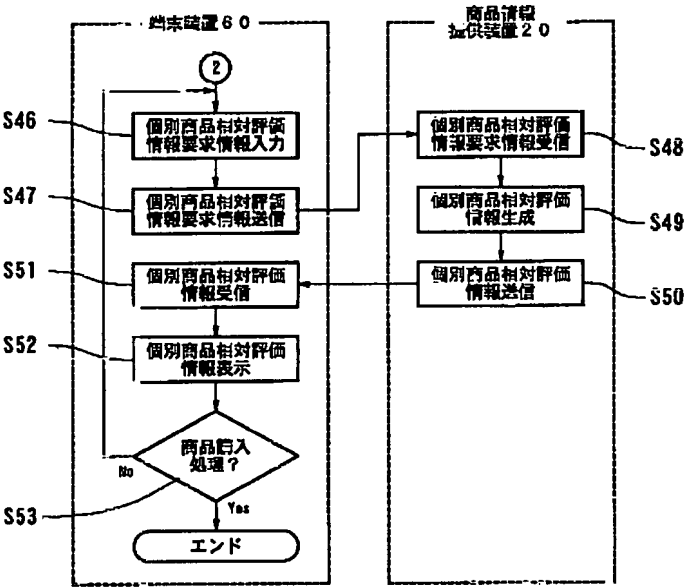 端末装置60
商品情報
提供装置20
2
S46
個別商品相対評価
情報要求情報入力
S47
個別商品相対評価
情報要求情報送信
個別商品相対評価
情報要求情報受信
S48
個別商品相対評価
情報生成
S49
S51
個別商品相対評価
情報受信
個別商品相対評価
情報送信
S50
S52
個別商品相対評価
情報表示
商品購入
処理?
No
Yes
S53
エンド